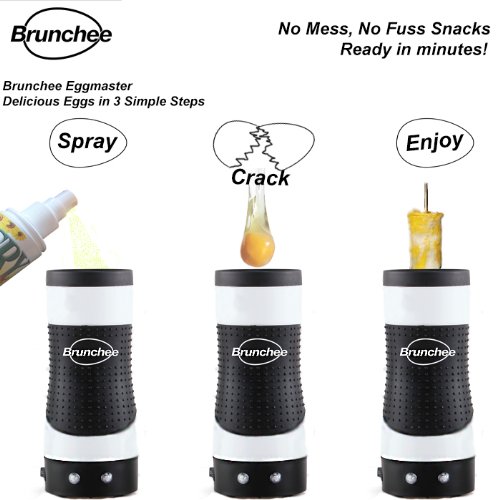 Brunchee
No Mess, No Fuss Snacks
Ready in minutes!
Brunchee Eggmaster
Delicious Eggs in 3 Simple Steps
Spray
Crack
Enjoy
Brunchee
Brunchee
Brunchee